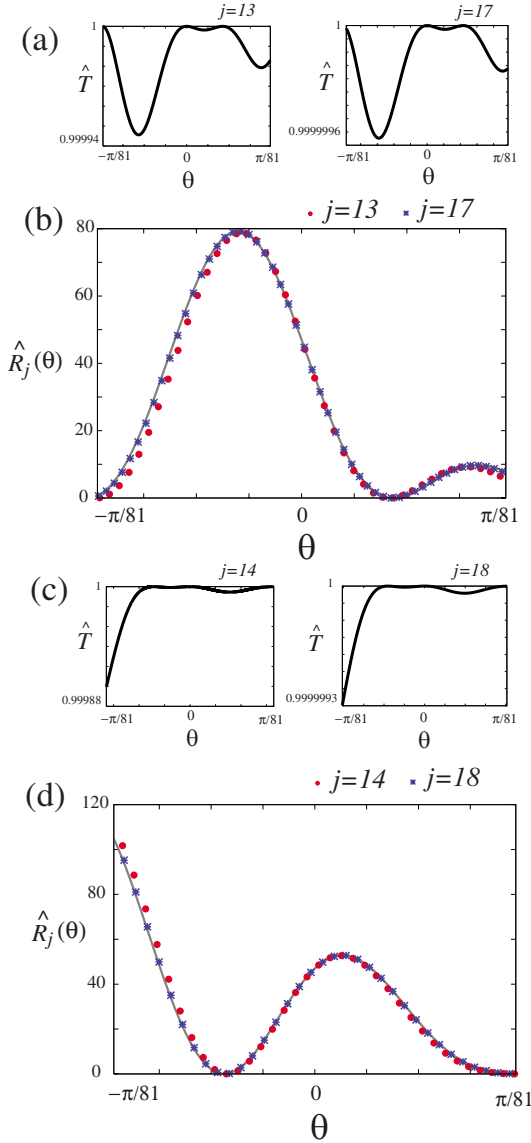 (a)
j=13
j=17
1
T̂
0.99994
−π/81
0
π/81
θ
1
T̂
0.9999996
−π/81
0
π/81
θ
(b)
j=13
j=17
80
60
40
20
0
R̂j(θ)
−π/81
0
π/81
θ
(c)
j=14
j=18
1
T̂
0.99988
−π/81
0
π/81
θ
1
T̂
0.9999993
−π/81
0
π/81
θ
(d)
j=14
j=18
120
80
40
0
R̂j(θ)
−π/81
0
π/81
θ